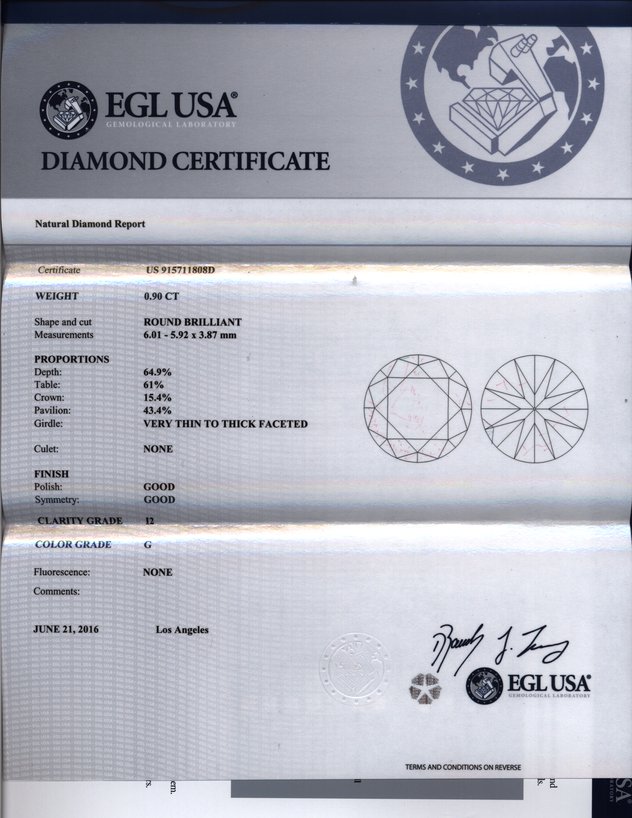 EGL USA®
GEMOLOGICAL LABORATORY
DIAMOND CERTIFICATE
Natural Diamond Report
Certificate US 915711808D
WEIGHT 0.90 CT
Shape and cut ROUND BRILLIANT
Measurements 6.01 - 5.92 x 3.87 mm
PROPORTIONS
Depth: 64.9%
Table: 61%
Crown: 15.4%
Pavilion: 43.4%
Girdle: VERY THIN TO THICK FACETED
Culet: NONE
FINISH
Polish: GOOD
Symmetry: GOOD
CLARITY GRADE I2
COLOR GRADE G
Fluorescence: NONE
Comments:
JUNE 21, 2016 Los Angeles
EGL USA®
GEMOLOGICAL LABORATORY
TERMS AND CONDITIONS ON REVERSE